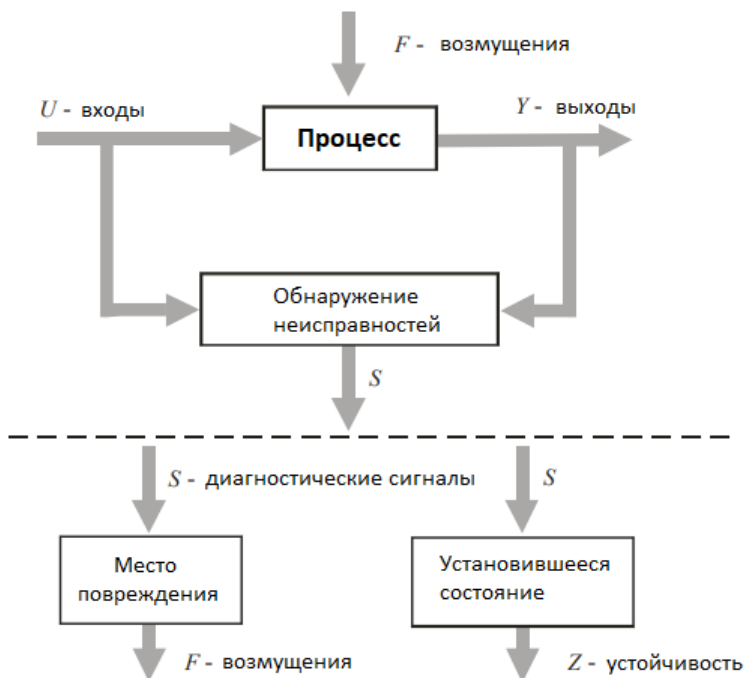 F - возмущения
U - входы
Y - выходы
Процесс
Обнаружение
неисправностей
S
S - диагностические сигналы
S
Место
повреждения
Установившееся
состояние
F - возмущения
Z - устойчивость